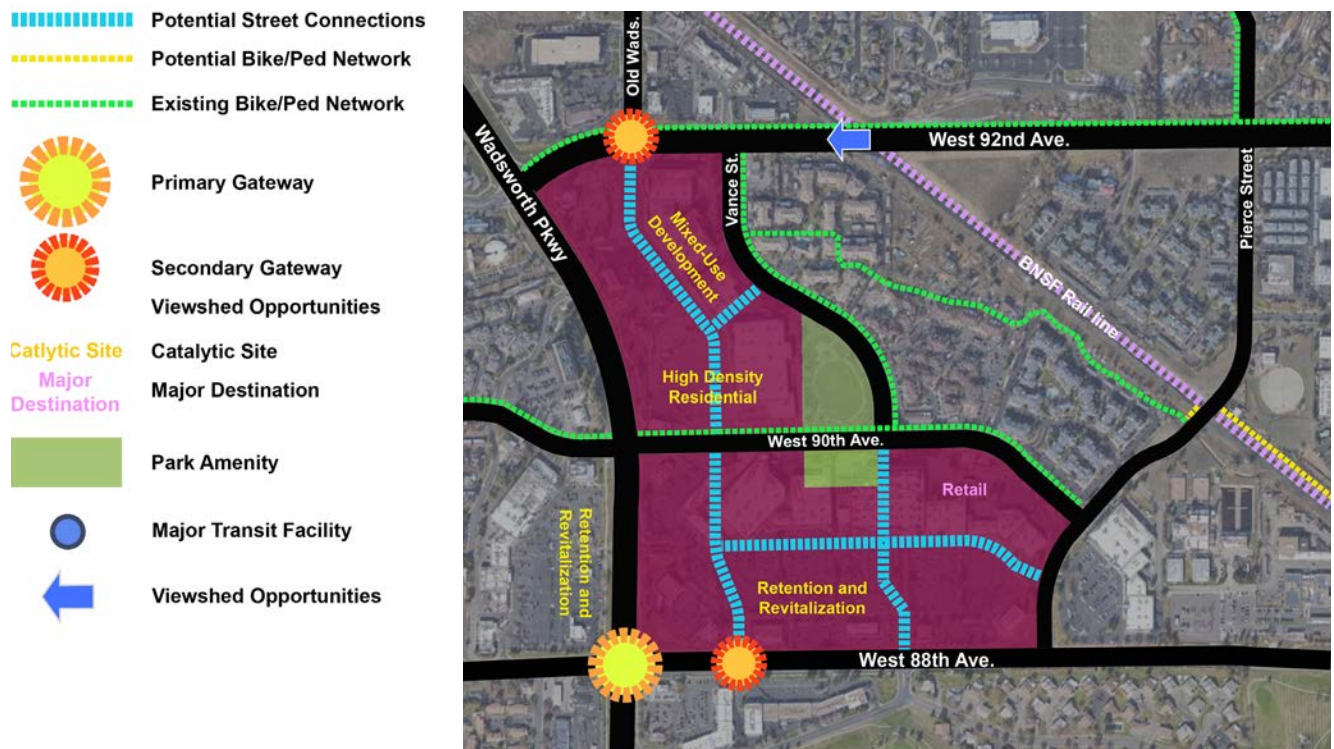 Potential Street Connections
Potential Bike/Ped Network
Existing Bike/Ped Network
Primary Gateway
Secondary Gateway
Viewshed Opportunities
Catlytic Site
Catalytic Site
Major
Destination
Major Destination
Park Amenity
Major Transit Facility
Viewshed Opportunities
Old Wads.
West 92nd Ave.
Wadsworth Pkwy
Vance St.
Pierce Street
Mixed-Use
Development
BNSF Rail line
High Density
Residential
West 90th Ave.
Retail
Retention and
Revitalization
Retention and
Revitalization
West 88th Ave.